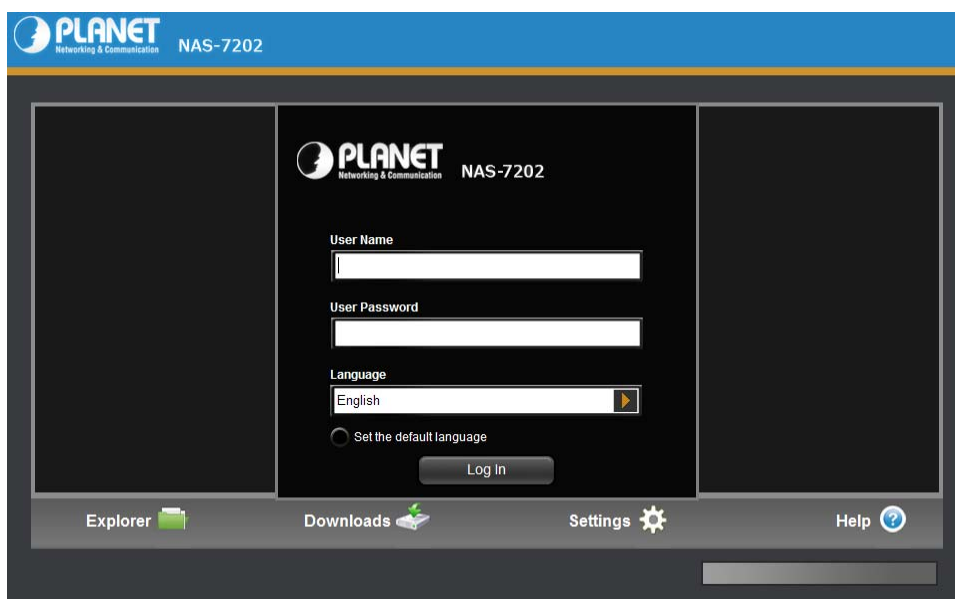 PLANET
Networking & Communication
NAS-7202
PLANET
Networking & Communication
NAS-7202
User Name
User Password
Language
English
Set the default language
Log In
Explorer
Downloads
Settings
Help ?